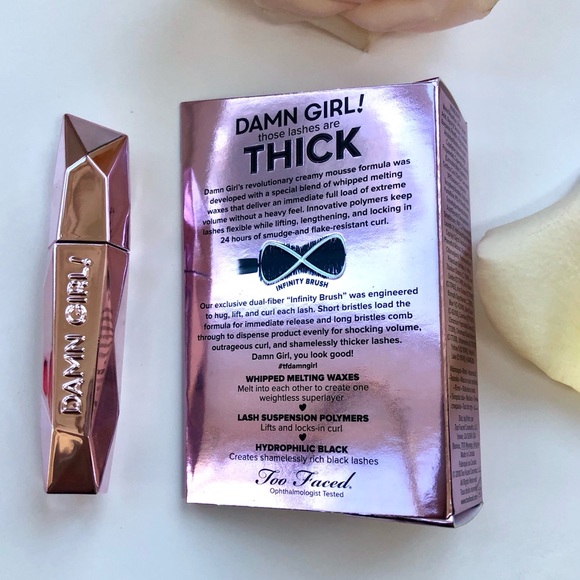 DAMN GIRL!
DAMN GIRL!
those lashes are
THICK
Damn Girl's revolutionary creamy mousse formula was
developed with a special blend of whipped melting
waxes that deliver an immediate full load of extreme
volume without a heavy feel. Innovative polymers keep
lashes flexible while lifting, lengthening, and locking in
24 hours of smudge-and flake-resistant curl.
INFINITY BRUSH
Our exclusive dual-fiber "Infinity Brush" was engineered
to hug, lift, and curl each lash. Short bristles load the
formula for immediate release and long bristles comb
through to dispense product evenly for shocking volume,
outrageous curl, and shamelessly thicker lashes.
Damn Girl, you look good!
#tfdamngirl
WHIPPED MELTING WAXES
Melt into each other to create one
weightless superlayer
LASH SUSPENSION POLYMERS
Lifts and locks-in curl
HYDROPHILIC BLACK
Creates shamelessly rich black lashes
Too Faced.
Ophthalmologist Tested